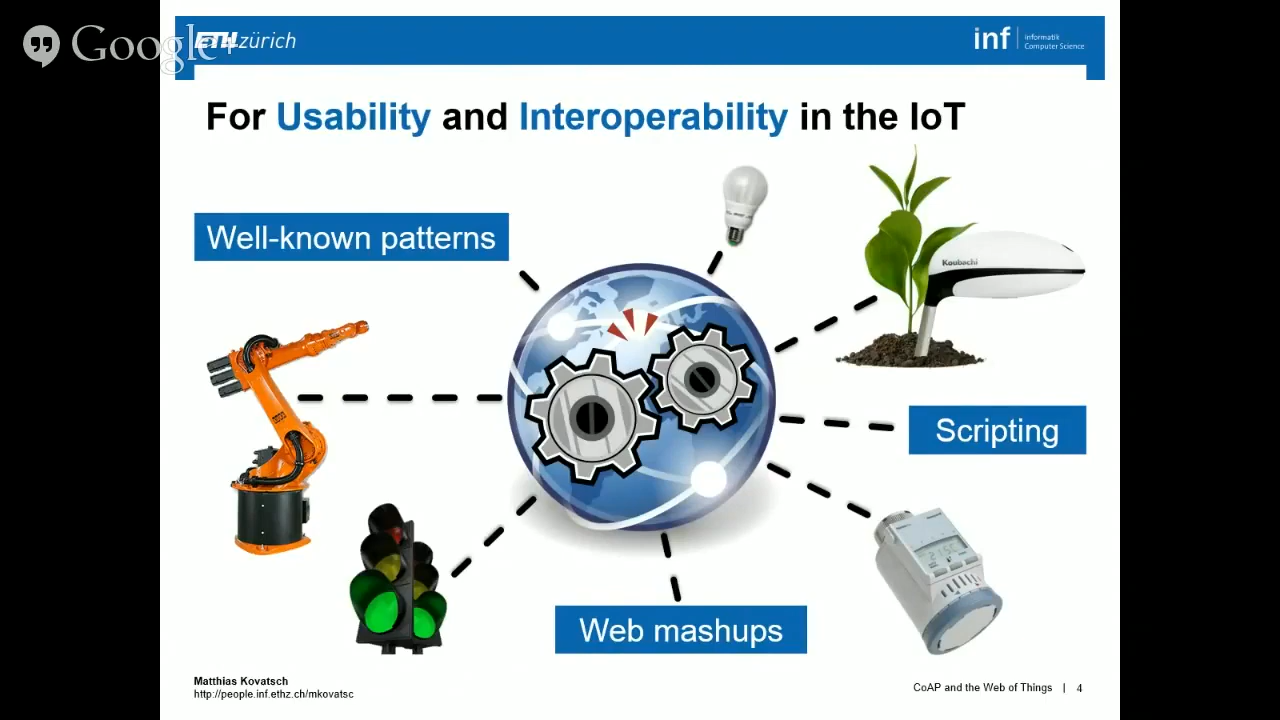 Google+
ETH zürich
inf
Informatik
Computer Science
For Usability and Interoperability in the IoT
Well-known patterns
Koubachi
Scripting
Web mashups
Matthias Kovatsch
http://people.inf.ethz.ch/mkovatsc
CoAP and the Web of Things | 4